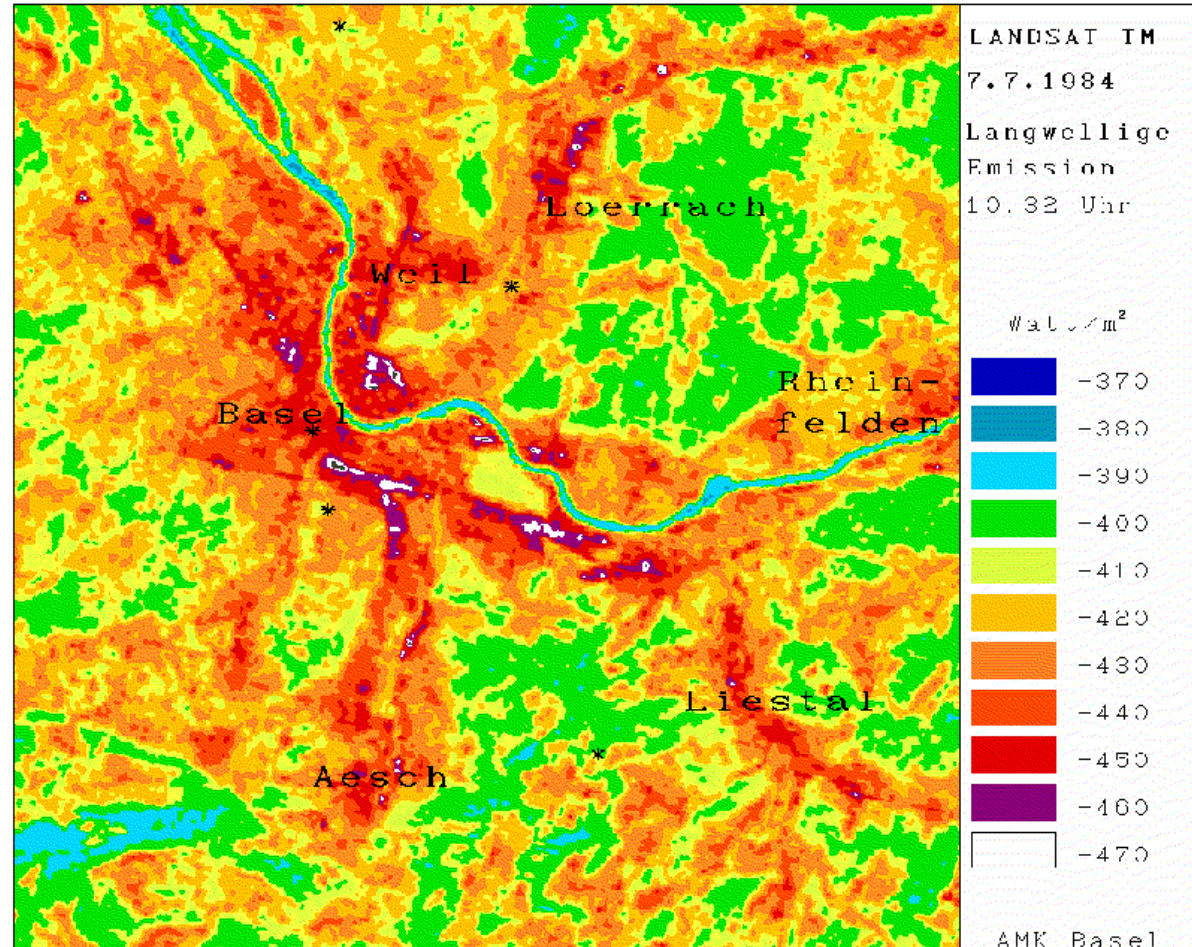 LANDSAT TM
7.7.1984
Langwellige
Emission
10.32 Uhr
Loerrach
Weil
Basel
Rhein-
felden
Liestal
Aesch
Watt/m²
-370
-380
-390
-400
-410
-420
-430
-440
-450
-460
-470
AMK Basel